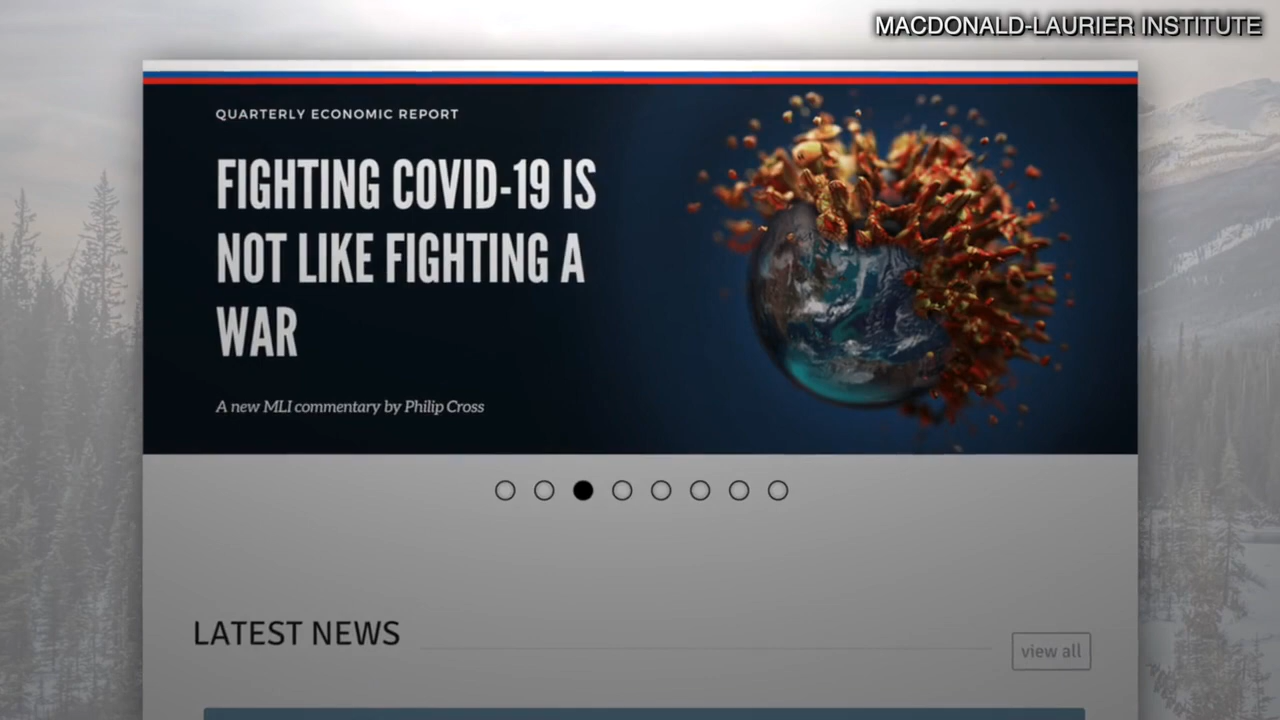 MACDONALD-LAURIER INSTITUTE
QUARTERLY ECONOMIC REPORT
FIGHTING COVID-19 IS
NOT LIKE FIGHTING A
WAR
A new MLI commentary by Philip Cross
LATEST NEWS
view all